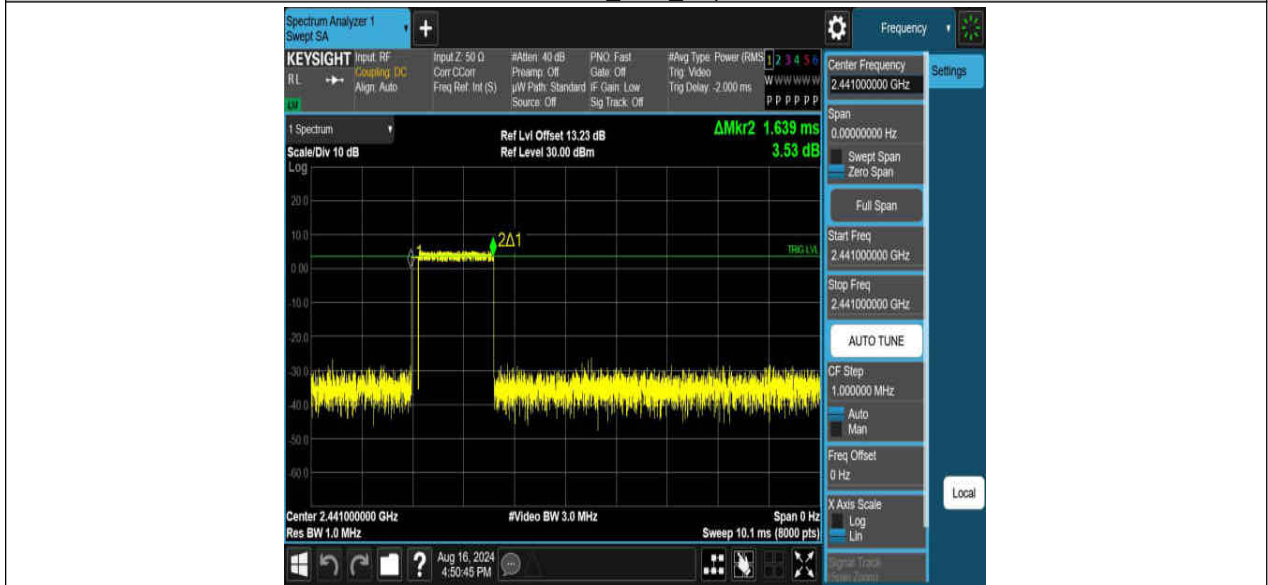 Spectrum Analyzer 1
Swept SA
+
Frequency
KEYSIGHT
RL
Input: RF
Coupling: DC
Align: Auto
Input Z: 50 Ω
Corr CCorr
Freq Ref: Int (S)
#Atten: 40 dB
Preamp: Off
µW Path: Standard
Source: Off
PNO: Fast
Gate: Off
IF Gain: Low
Sig Track: Off
#Avg Type: Power (RMS
Trig: Video
Trig Delay: -2.000 ms
1 2 3 4 5 6
W W W W W W
P P P P P P
1 Spectrum
Scale/Div 10 dB
Log
Ref Lvl Offset 13.23 dB
Ref Level 30.00 dBm
ΔMkr2 1.639 ms
3.53 dB
20.0
10.0
0.00
-10.0
-20.0
-30.0
-40.0
-50.0
-60.0
1
2Δ1
TRIG LVL
Center 2.441000000 GHz
Res BW 1.0 MHz
#Video BW 3.0 MHz
Span 0 Hz
Sweep 10.1 ms (8000 pts)
Aug 16, 2024
4:50:45 PM
?
Center Frequency
2.441000000 GHz
Settings
Span
0.00000000 Hz
Swept Span
Zero Span
Full Span
Start Freq
2.441000000 GHz
Stop Freq
2.441000000 GHz
AUTO TUNE
CF Step
1.000000 MHz
Auto
Man
Freq Offset
0 Hz
X Axis Scale
Log
Lin
Signal Track
(Span Zoom)
Local